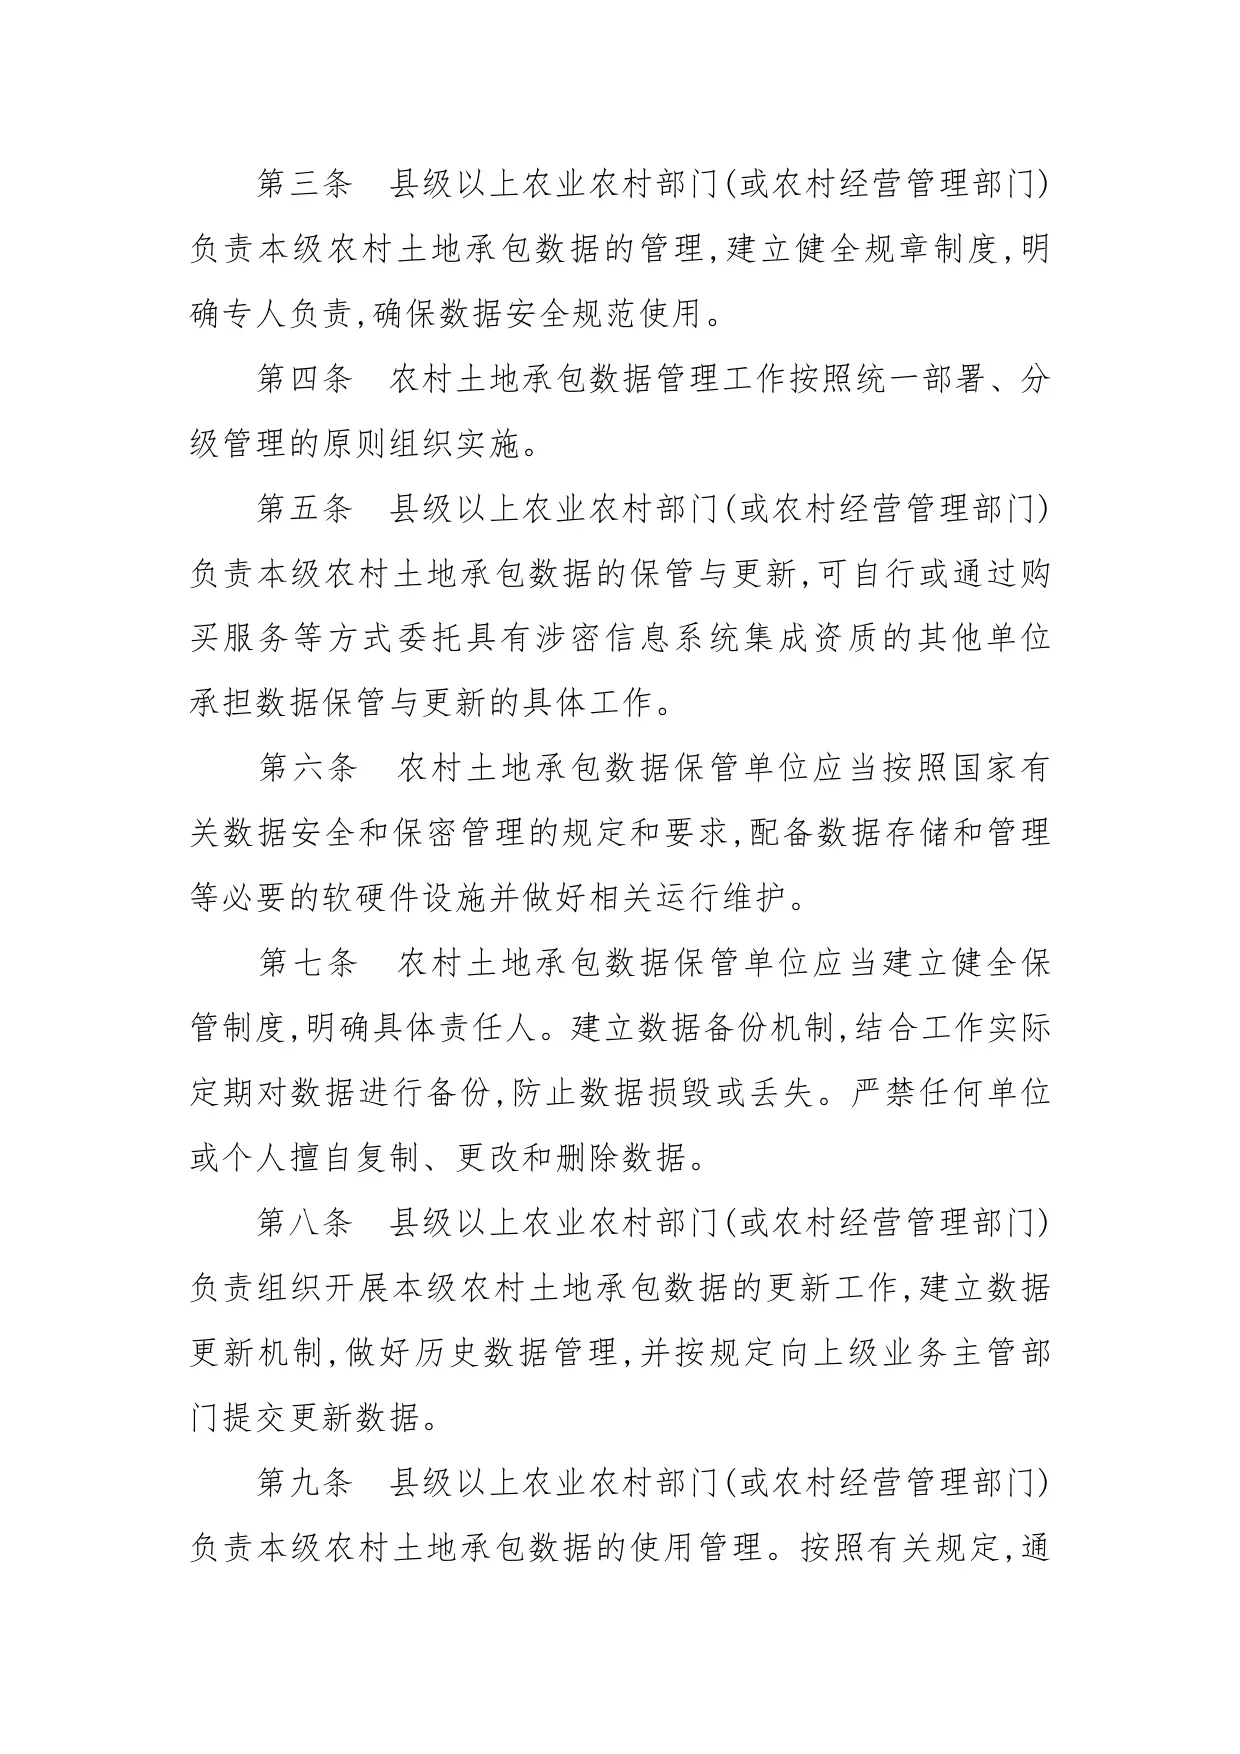 第三条　县级以上农业农村部门(或农村经营管理部门)
负责本级农村土地承包数据的管理,建立健全规章制度,明
确专人负责,确保数据安全规范使用。
第四条　农村土地承包数据管理工作按照统一部署、分
级管理的原则组织实施。
第五条　县级以上农业农村部门(或农村经营管理部门)
负责本级农村土地承包数据的保管与更新,可自行或通过购
买服务等方式委托具有涉密信息系统集成资质的其他单位
承担数据保管与更新的具体工作。
第六条　农村土地承包数据保管单位应当按照国家有
关数据安全和保密管理的规定和要求,配备数据存储和管理
等必要的软硬件设施并做好相关运行维护。
第七条　农村土地承包数据保管单位应当建立健全保
管制度,明确具体责任人。建立数据备份机制,结合工作实际
定期对数据进行备份,防止数据损毁或丢失。严禁任何单位
或个人擅自复制、更改和删除数据。
第八条　县级以上农业农村部门(或农村经营管理部门)
负责组织开展本级农村土地承包数据的更新工作,建立数据
更新机制,做好历史数据管理,并按规定向上级业务主管部
门提交更新数据。
第九条　县级以上农业农村部门(或农村经营管理部门)
负责本级农村土地承包数据的使用管理。按照有关规定,通